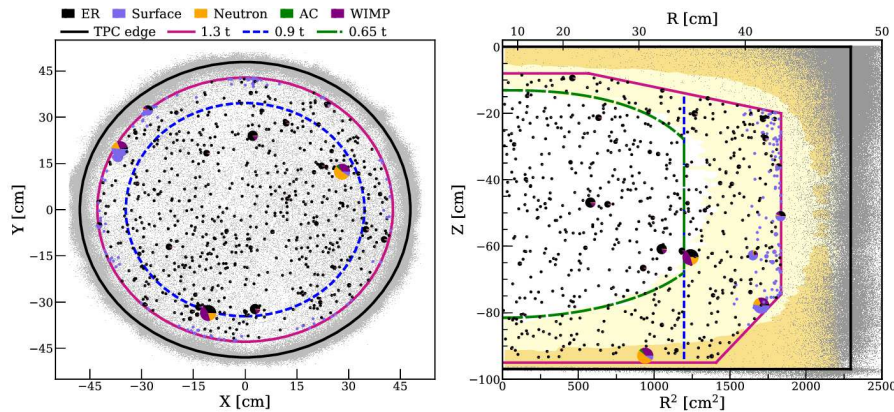 ER Surface Neutron AC WIMP
TPC edge 1.3 t 0.9 t 0.65 t
45
30
15
0
−15
−30
−45
Y [cm]
−45 −30 −15 0 15 30 45
X [cm]
R [cm]
10 20 30 40 50
0
−20
−40
−60
−80
−100
Z [cm]
0 500 1000 1500 2000 2500
R² [cm²]